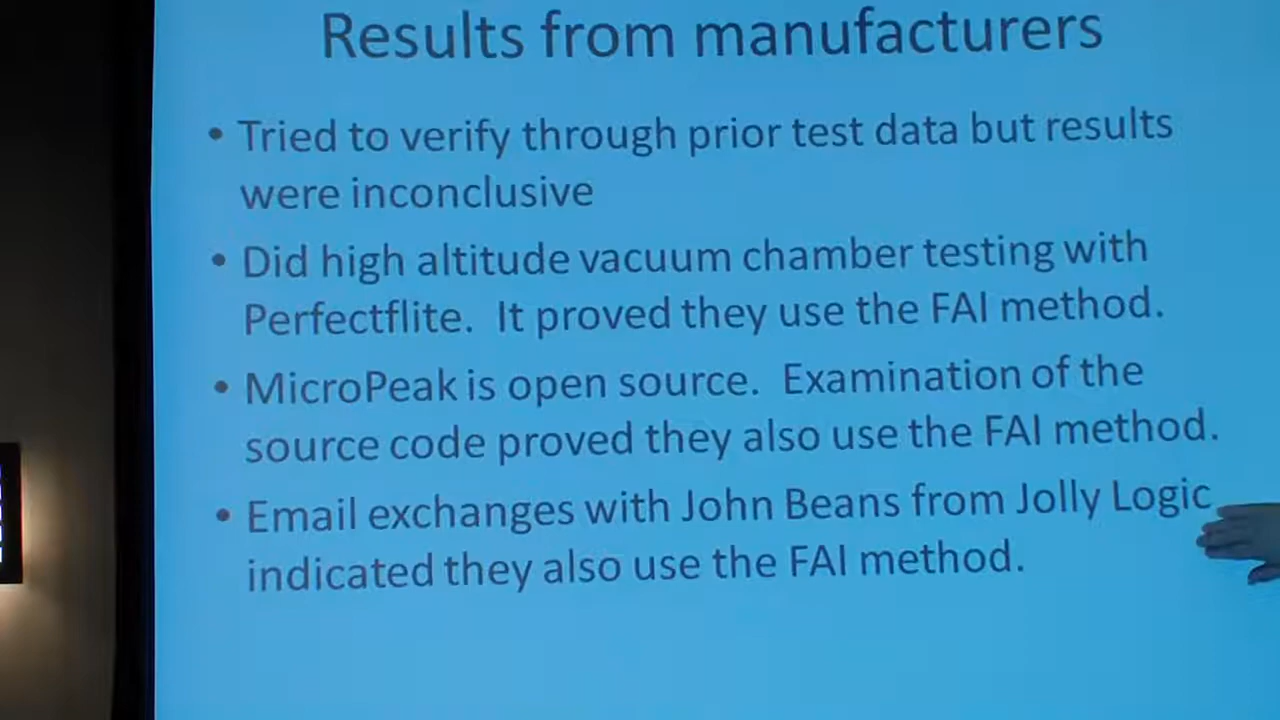 Results from manufacturers
• Tried to verify through prior test data but results
were inconclusive
• Did high altitude vacuum chamber testing with
Perfectflite. It proved they use the FAI method.
• MicroPeak is open source. Examination of the
source code proved they also use the FAI method.
• Email exchanges with John Beans from Jolly Logic
indicated they also use the FAI method.